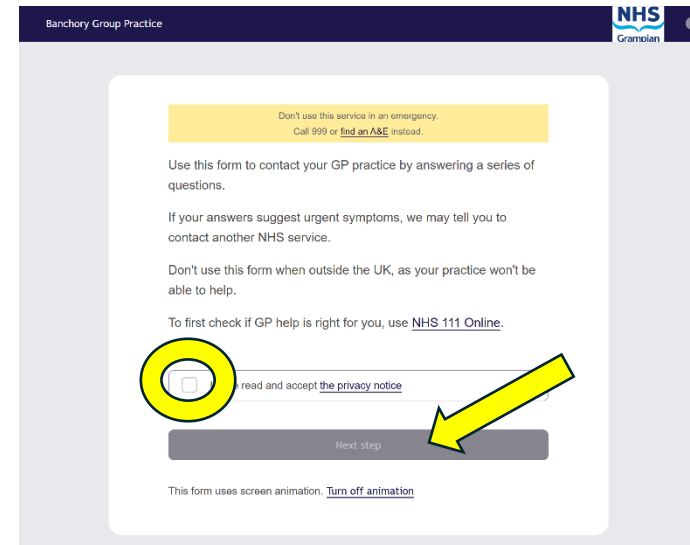 Banchory Group Practice
NHS
Grampian
Don't use this service in an emergency.
Call 999 or find an A&E instead.
Use this form to contact your GP practice by answering a series of
questions.
If your answers suggest urgent symptoms, we may tell you to
contact another NHS service.
Don't use this form when outside the UK, as your practice won't be
able to help.
To first check if GP help is right for you, use NHS 111 Online.
read and accept the privacy notice
Next step
This form uses screen animation. Turn off animation